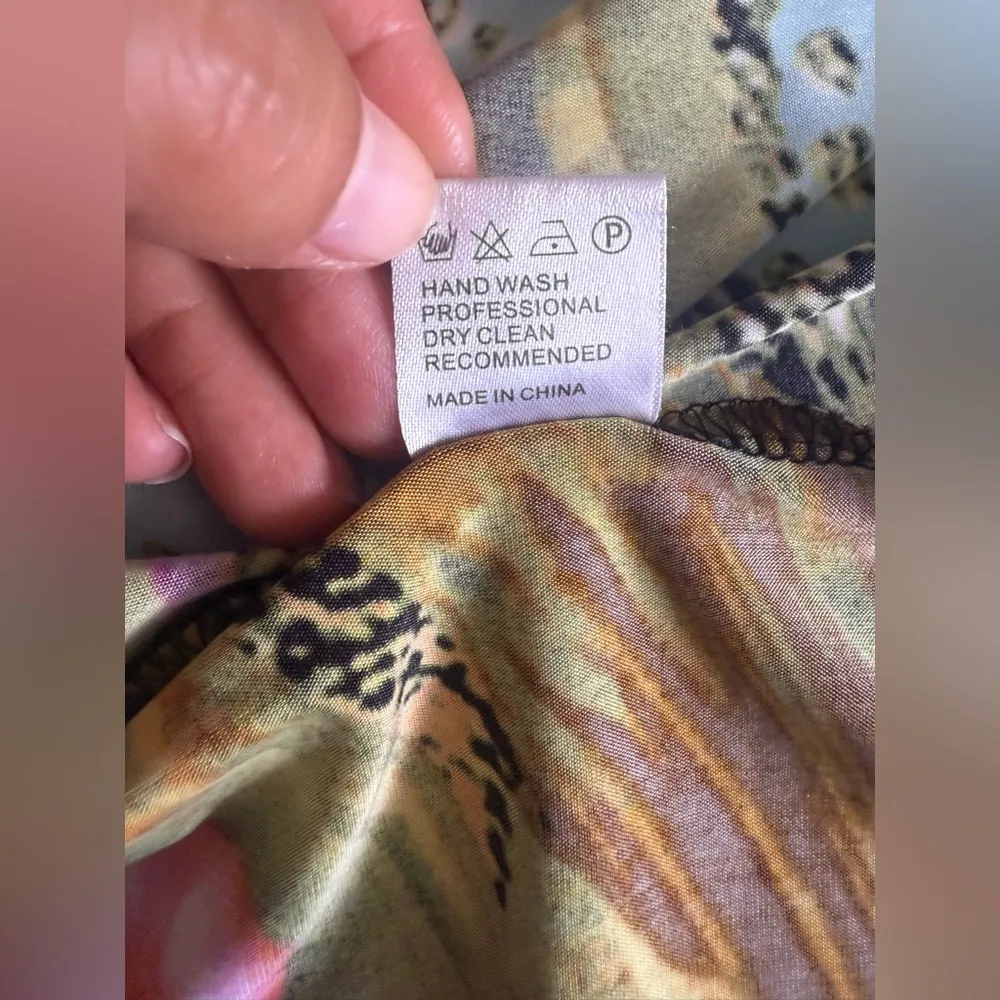 P
HAND WASH
PROFESSIONAL
DRY CLEAN
RECOMMENDED
MADE IN CHINA